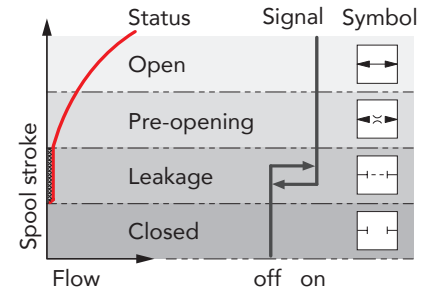 Status Signal Symbol
Open
Pre-opening
Leakage
Closed
Spool stroke
Flow off on